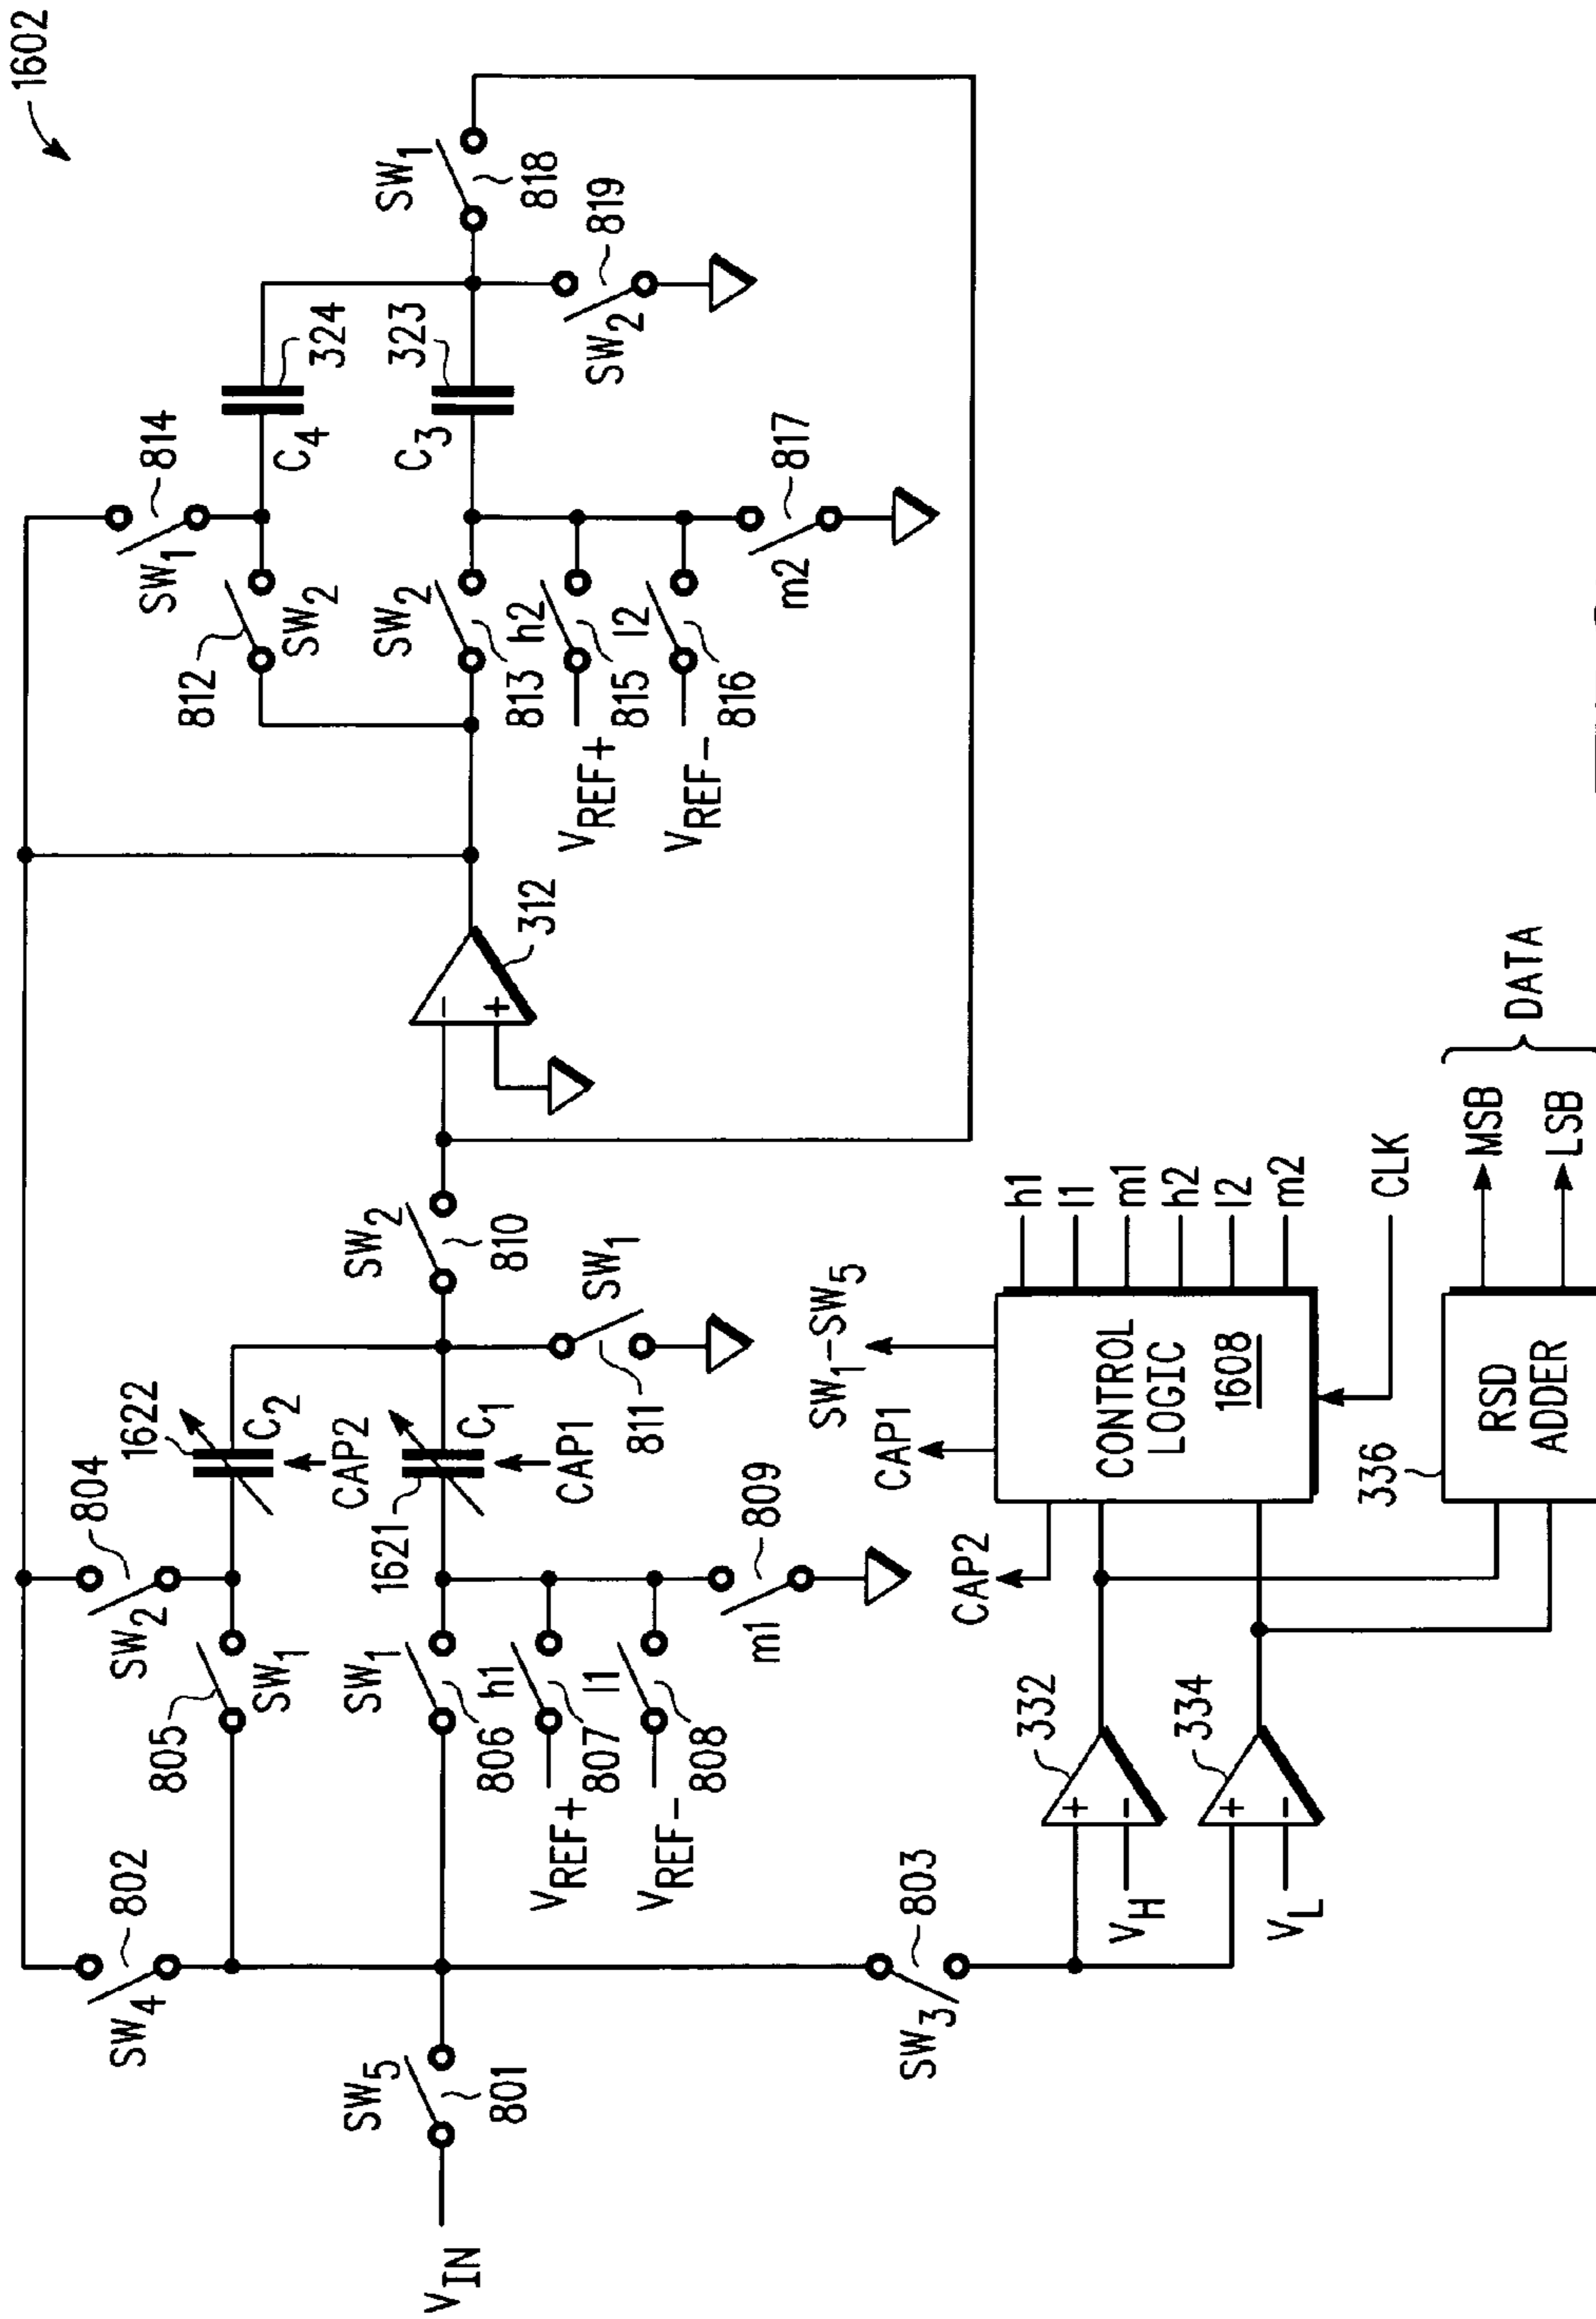 1602
SW4
802
804
SW2
1622
C2
CAP2
805
SW1
SW1
814
812
SW2
C4
324
SW1
818
VIN
SW5
801
SW1
806
1621
C1
CAP1
SW2
810
312
SW2
813
C3
323
819
SW2
h1
VREF+
807
l1
VREF-
808
m1
809
811
SW1
h2
VREF+
815
l2
VREF-
816
m2
817
SW3
803
332
VH
334
VL
CAP2
CAP1
SW1-SW5
CONTROL
LOGIC
1608
h1
l1
m1
h2
l2
m2
CLK
336
RSD
ADDER
MSB
LSB
DATA